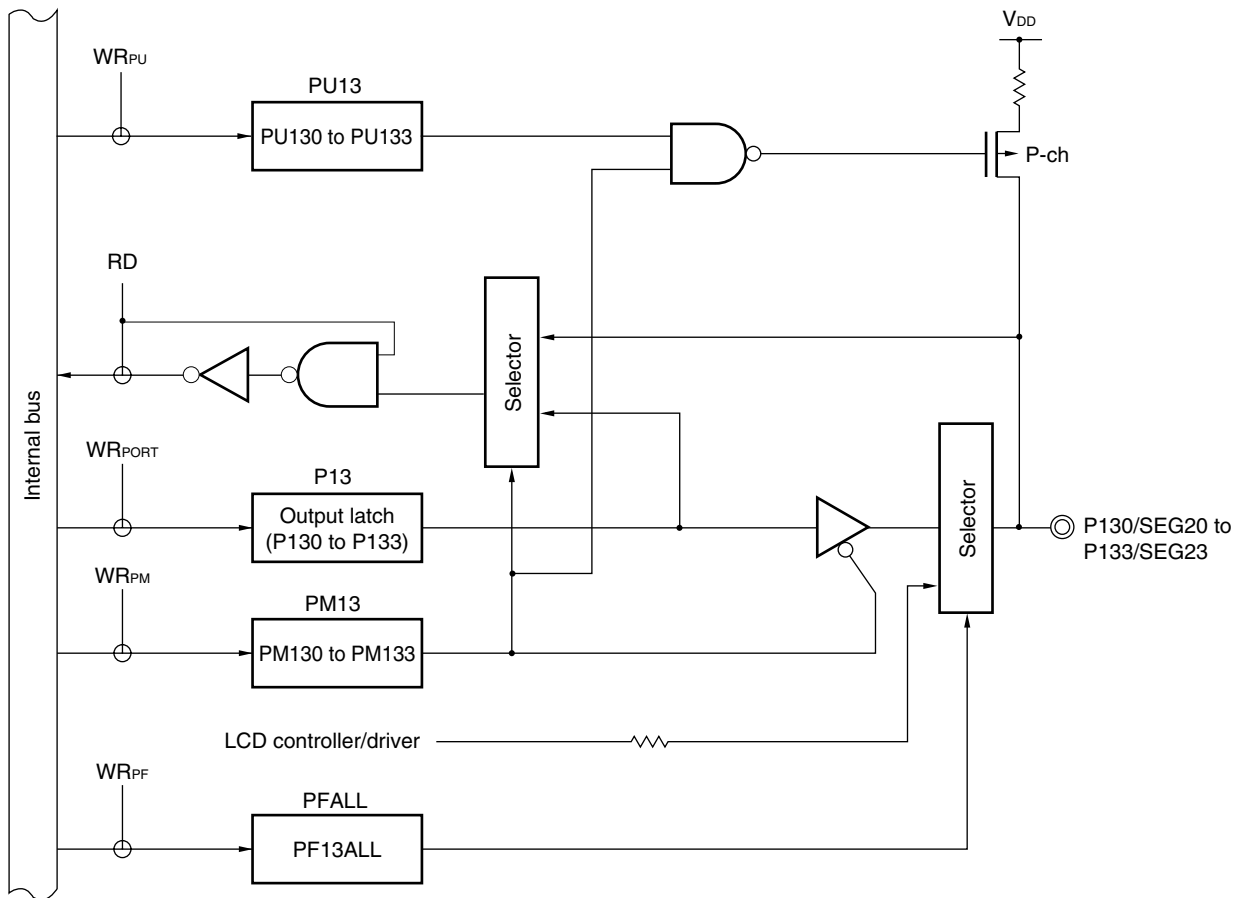 VDD
WRPU
PU13
PU130 to PU133
P-ch
RD
Selector
Internal bus
WRPORT
P13
Output latch
(P130 to P133)
Selector
P130/SEG20 to
P133/SEG23
WRPM
PM13
PM130 to PM133
LCD controller/driver
WRPF
PFALL
PF13ALL